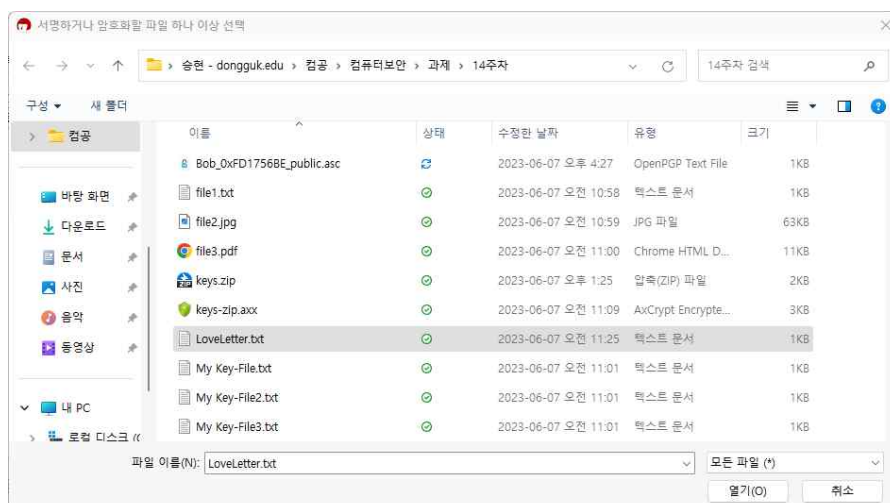 서명하거나 암호화할 파일 하나 이상 선택
승현 - dongguk.edu > 컴공 > 컴퓨터보안 > 과제 > 14주차
14주차 검색
구성
새 폴더
컴공
바탕 화면
다운로드
문서
사진
음악
동영상
내 PC
로컬 디스크 (C
이름 상태 수정한 날짜 유형 크기
Bob_0xFD1756BE_public.asc 2023-06-07 오후 4:27 OpenPGP Text File 1KB
file1.txt 2023-06-07 오전 10:58 텍스트 문서 1KB
file2.jpg 2023-06-07 오전 10:59 JPG 파일 63KB
file3.pdf 2023-06-07 오전 11:00 Chrome HTML D... 11KB
keys.zip 2023-06-07 오후 1:25 압축(ZIP) 파일 2KB
keys-zip.axx 2023-06-07 오전 11:09 AxCrypt Encrypte... 3KB
LoveLetter.txt 2023-06-07 오전 11:25 텍스트 문서 1KB
My Key-File.txt 2023-06-07 오전 11:01 텍스트 문서 1KB
My Key-File2.txt 2023-06-07 오전 11:01 텍스트 문서 1KB
My Key-File3.txt 2023-06-07 오전 11:01 텍스트 문서 1KB
파일 이름(N): LoveLetter.txt
모든 파일 (*)
열기(O) 취소